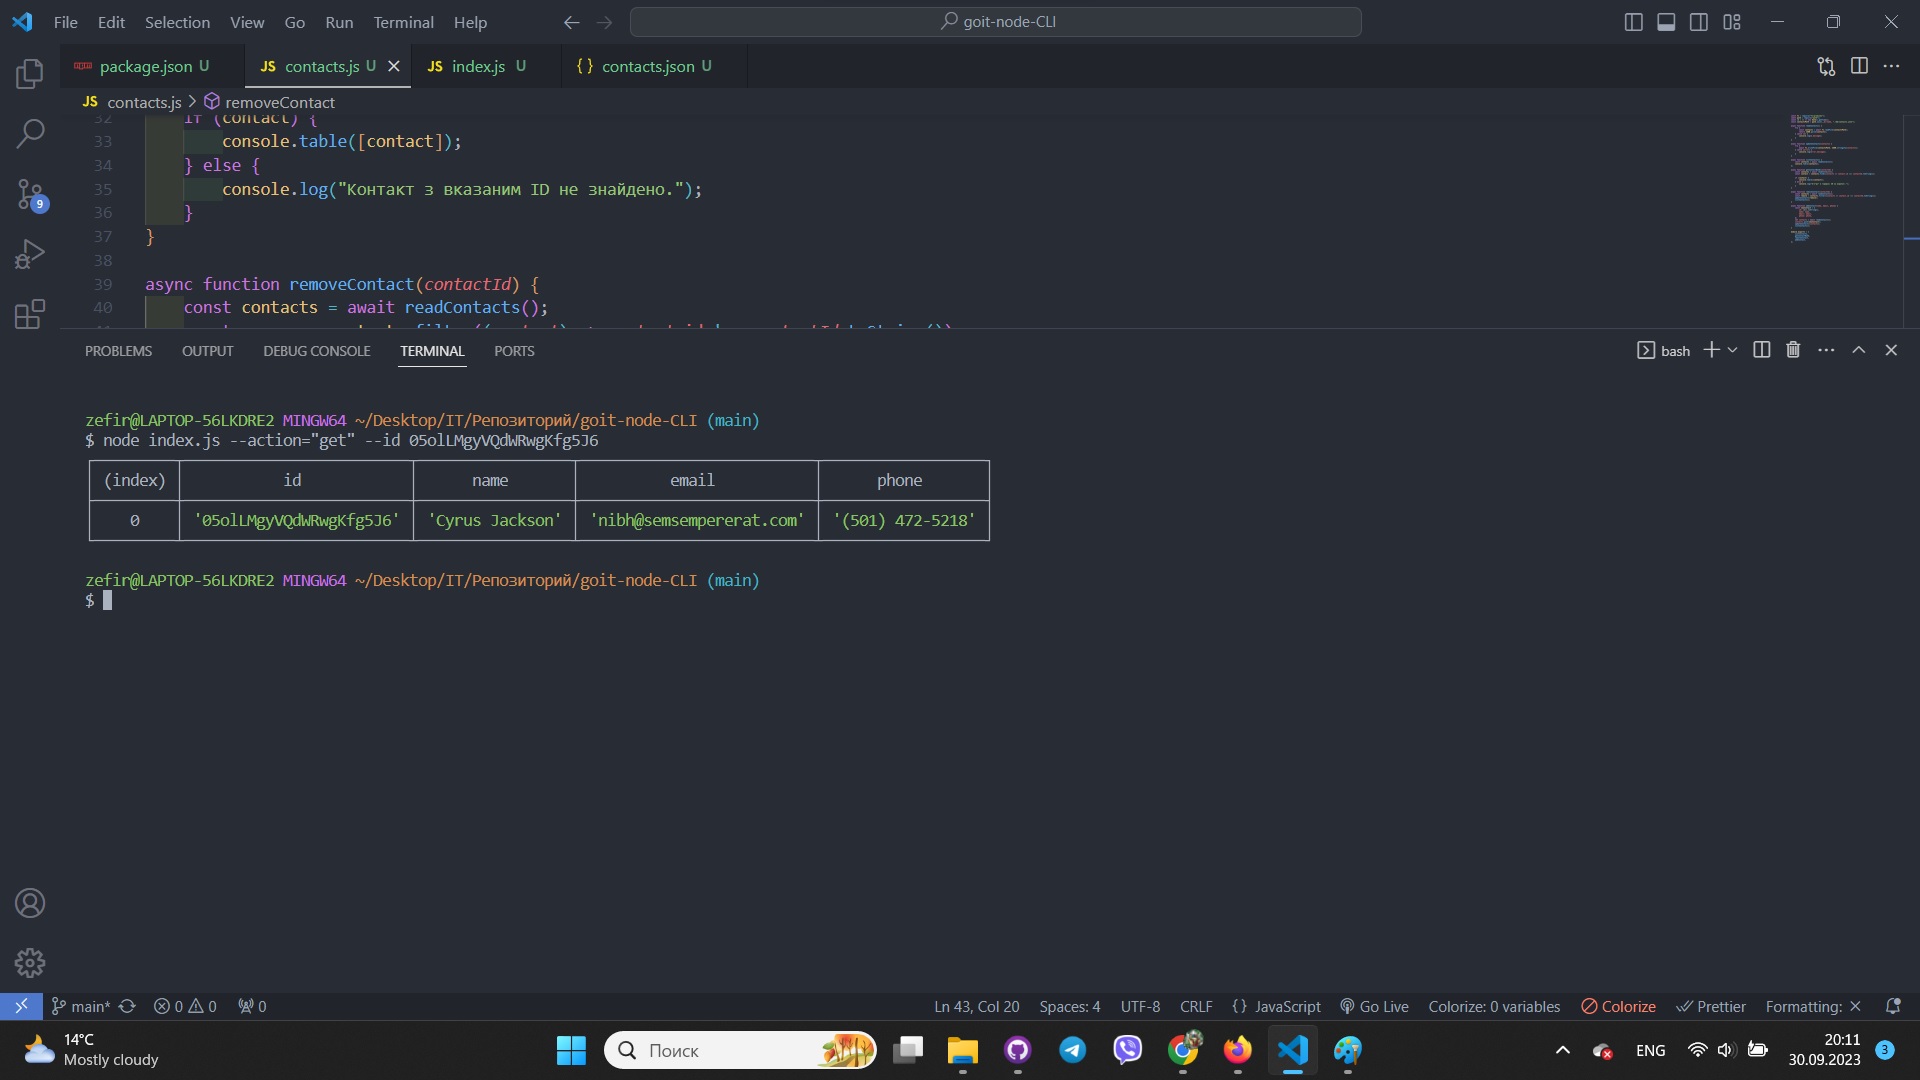 File Edit Selection View Go Run Terminal Help goit-node-CLI
package.json U JS contacts.js U JS index.js U {} contacts.json U
JS contacts.js removeContact
32 if (contact) {
33 console.table([contact]);
34 } else {
35 console.log("Контакт з вказаним ID не знайдено.");
36 }
37 }
38
39 async function removeContact(contactId) {
40 const contacts = await readContacts();
9
PROBLEMS OUTPUT DEBUG CONSOLE TERMINAL PORTS bash
zefir@LAPTOP-56LKDRE2 MINGW64 ~/Desktop/IT/Репозиторий/goit-node-CLI (main)
$ node index.js --action="get" --id 05olLMgyVQdWRwgKfg5J6
(index) id name email phone
0 '05olLMgyVQdWRwgKfg5J6' 'Cyrus Jackson' 'nibh@semsempererat.com' '(501) 472-5218'
zefir@LAPTOP-56LKDRE2 MINGW64 ~/Desktop/IT/Репозиторий/goit-node-CLI (main)
$
main* 0 0 0 Ln 43, Col 20 Spaces: 4 UTF-8 CRLF {} JavaScript Go Live Colorize: 0 variables Colorize Prettier Formatting:
14°C
Mostly cloudy
Поиск
ENG
20:11
30.09.2023
3